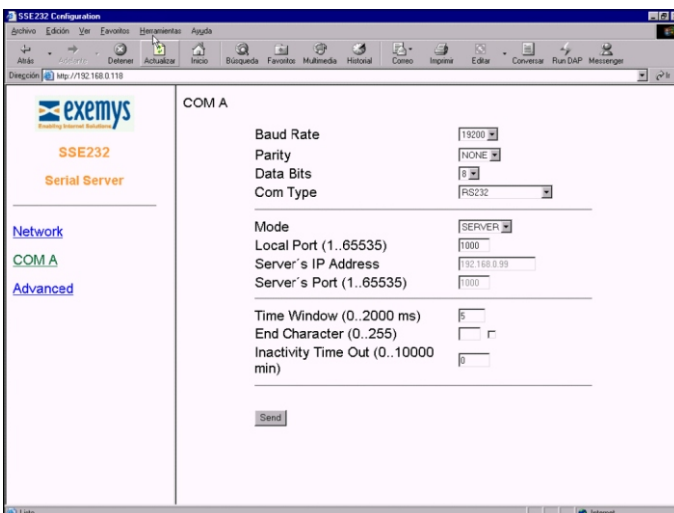 SSE232 Configuration
Archivo Edición Ver Favoritos Herramientas Ayuda
Atrás Adelante Detener Actualizar Inicio Búsqueda Favoritos Multimedia Historial Correo Imprimir Editar Conversar Run DAP Messenger
Dirección http://192.168.0.118
exemys
Enabling Internet Solutions
SSE232
Serial Server
Network
COM A
Advanced
COM A
Baud Rate 19200
Parity NONE
Data Bits 8
Com Type RS232
Mode SERVER
Local Port (1..65535) 1000
Server´s IP Address 192.168.0.99
Server´s Port (1..65535) 1000
Time Window (0..2000 ms) 5
End Character (0..255)
Inactivity Time Out (0..10000
min) 0
Send
Listo Internet